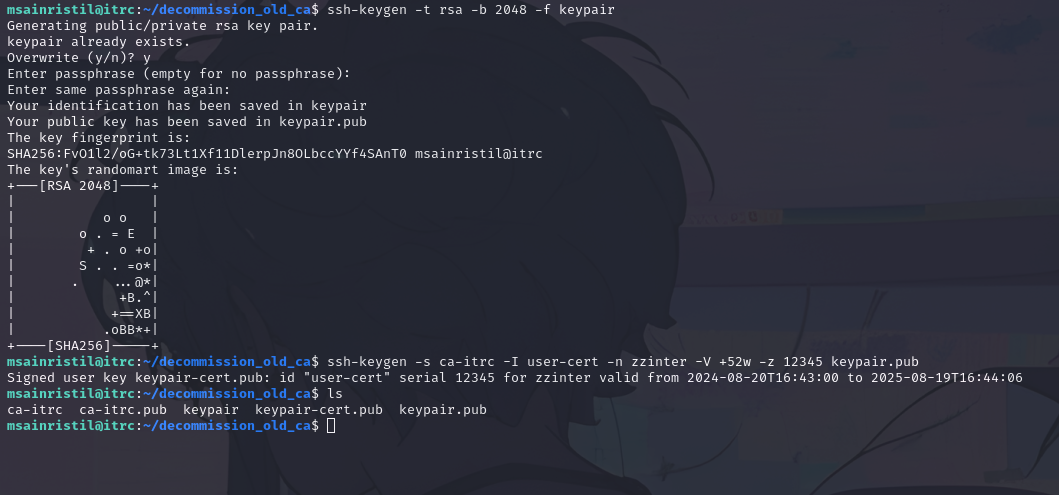 msainristil@itrc:~/decommission_old_ca$ ssh-keygen -t rsa -b 2048 -f keypair
Generating public/private rsa key pair.
keypair already exists.
Overwrite (y/n)? y
Enter passphrase (empty for no passphrase):
Enter same passphrase again:
Your identification has been saved in keypair
Your public key has been saved in keypair.pub
The key fingerprint is:
SHA256:FvO1l2/oG+tk73Lt1Xf11DlerpJn8OLbccYYf4SAnT0 msainristil@itrc
The key's randomart image is:
+---[RSA 2048]----+
|                 |
|           o o   |
|        o . = E  |
|         + . o +o|
|        S . . =o*|
|       .     ...@*|
|             +B.^|
|            +==XB|
|           .oBB*+|
+----[SHA256]-----+
msainristil@itrc:~/decommission_old_ca$ ssh-keygen -s ca-itrc -I user-cert -n zzinter -V +52w -z 12345 keypair.pub
Signed user key keypair-cert.pub: id "user-cert" serial 12345 for zzinter valid from 2024-08-20T16:43:00 to 2025-08-19T16:44:06
msainristil@itrc:~/decommission_old_ca$ ls
ca-itrc  ca-itrc.pub  keypair  keypair-cert.pub  keypair.pub
msainristil@itrc:~/decommission_old_ca$